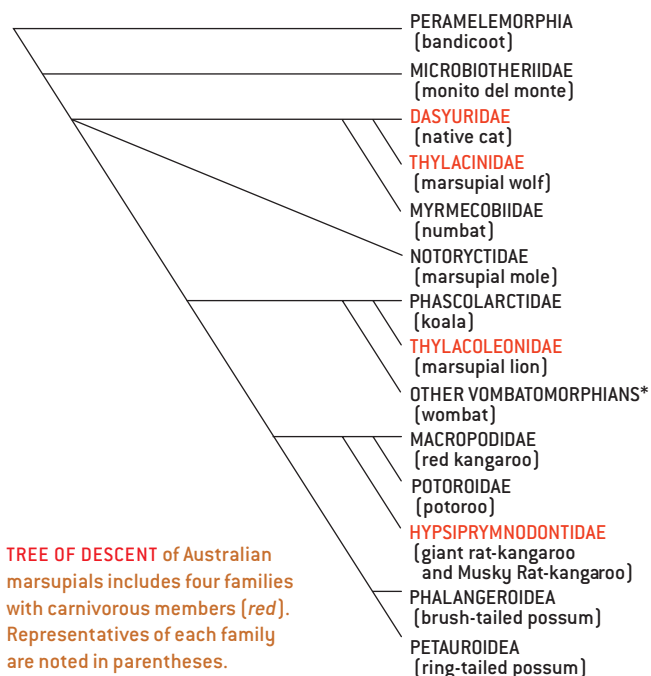 PERAMELEMORPHIA
(bandicoot)
MICROBIOTHERIIDAE
(monito del monte)
DASYURIDAE
(native cat)
THYLACINIDAE
(marsupial wolf)
MYRMECOBIIDAE
(numbat)
NOTORYCTIDAE
(marsupial mole)
PHASCOLARCTIDAE
(koala)
THYLACOLEONIDAE
(marsupial lion)
OTHER VOMBATOMORPHIANS*
(wombat)
MACROPODIDAE
(red kangaroo)
POTOROIDAE
(potoroo)
HYPSIPRYMNODONTIDAE
(giant rat-kangaroo
and Musky Rat-kangaroo)
PHALANGEROIDEA
(brush-tailed possum)
PETAUROIDEA
(ring-tailed possum)
TREE OF DESCENT of Australian
marsupials includes four families
with carnivorous members (red).
Representatives of each family
are noted in parentheses.